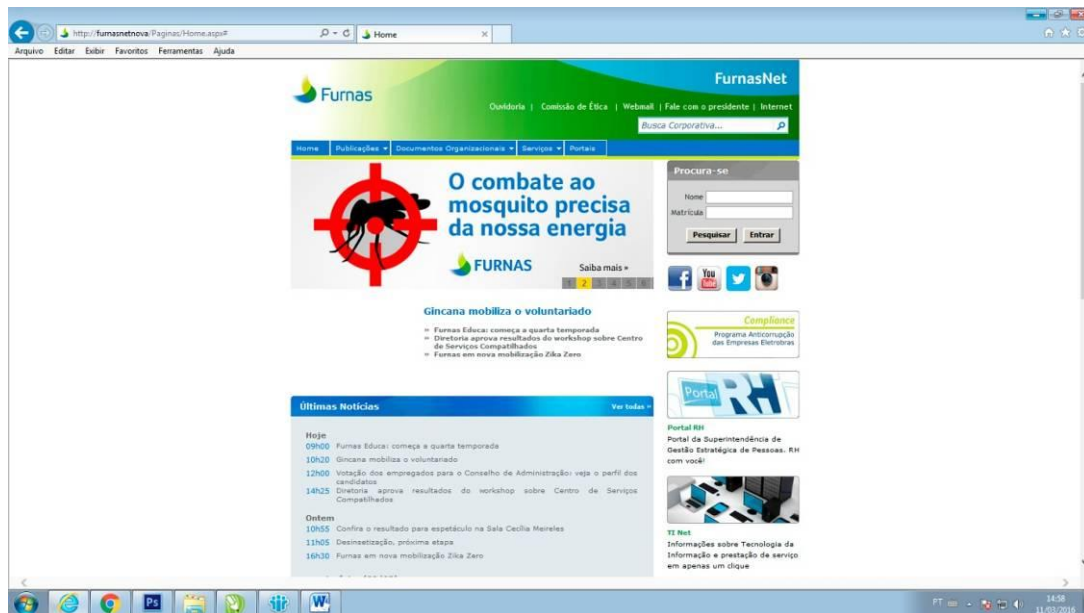 http://furnasnetnova/Paginas/Home.aspx#
Home
Arquivo Editar Exibir Favoritos Ferramentas Ajuda
Furnas
FurnasNet
Ouvidoria | Comissão de Ética | Webmail | Fale com o presidente | Internet
Busca Corporativa...
Home Publicações Documentos Organizacionais Serviços Portais
O combate ao
mosquito precisa
da nossa energia
FURNAS
Saiba mais »
1 2 3 4 5 6
Procura-se
Nome
Matrícula
Pesquisar Entrar
You
Tube
Gincana mobiliza o voluntariado
Furnas Educa: começa a quarta temporada
Diretoria aprova resultados do workshop sobre Centro
de Serviços Compatilhados
Furnas em nova mobilização Zika Zero
Compliance
Programa Anticorrupção
das Empresas Eletrobras
Portal RH
Portal RH
Portal da Superintendência de
Gestão Estratégica de Pessoas. RH
com você!
TI Net
Informações sobre Tecnologia da
Informação e prestação de serviço
em apenas um clique
Últimas Notícias
Ver todas »
Hoje
09h00 Furnas Educa: começa a quarta temporada
10h20 Gincana mobiliza o voluntariado
12h00 Votação dos empregados para o Conselho de Administração: veja o perfil dos
candidatos
14h25 Diretoria aprova resultados do workshop sobre Centro de Serviços
Compatilhados
Ontem
10h55 Confira o resultado para espetáculo na Sala Cecília Meireles
11h05 Desinsetização, próxima etapa
16h30 Furnas em nova mobilização Zika Zero
Ps
W
PT
14:58
11/03/2016